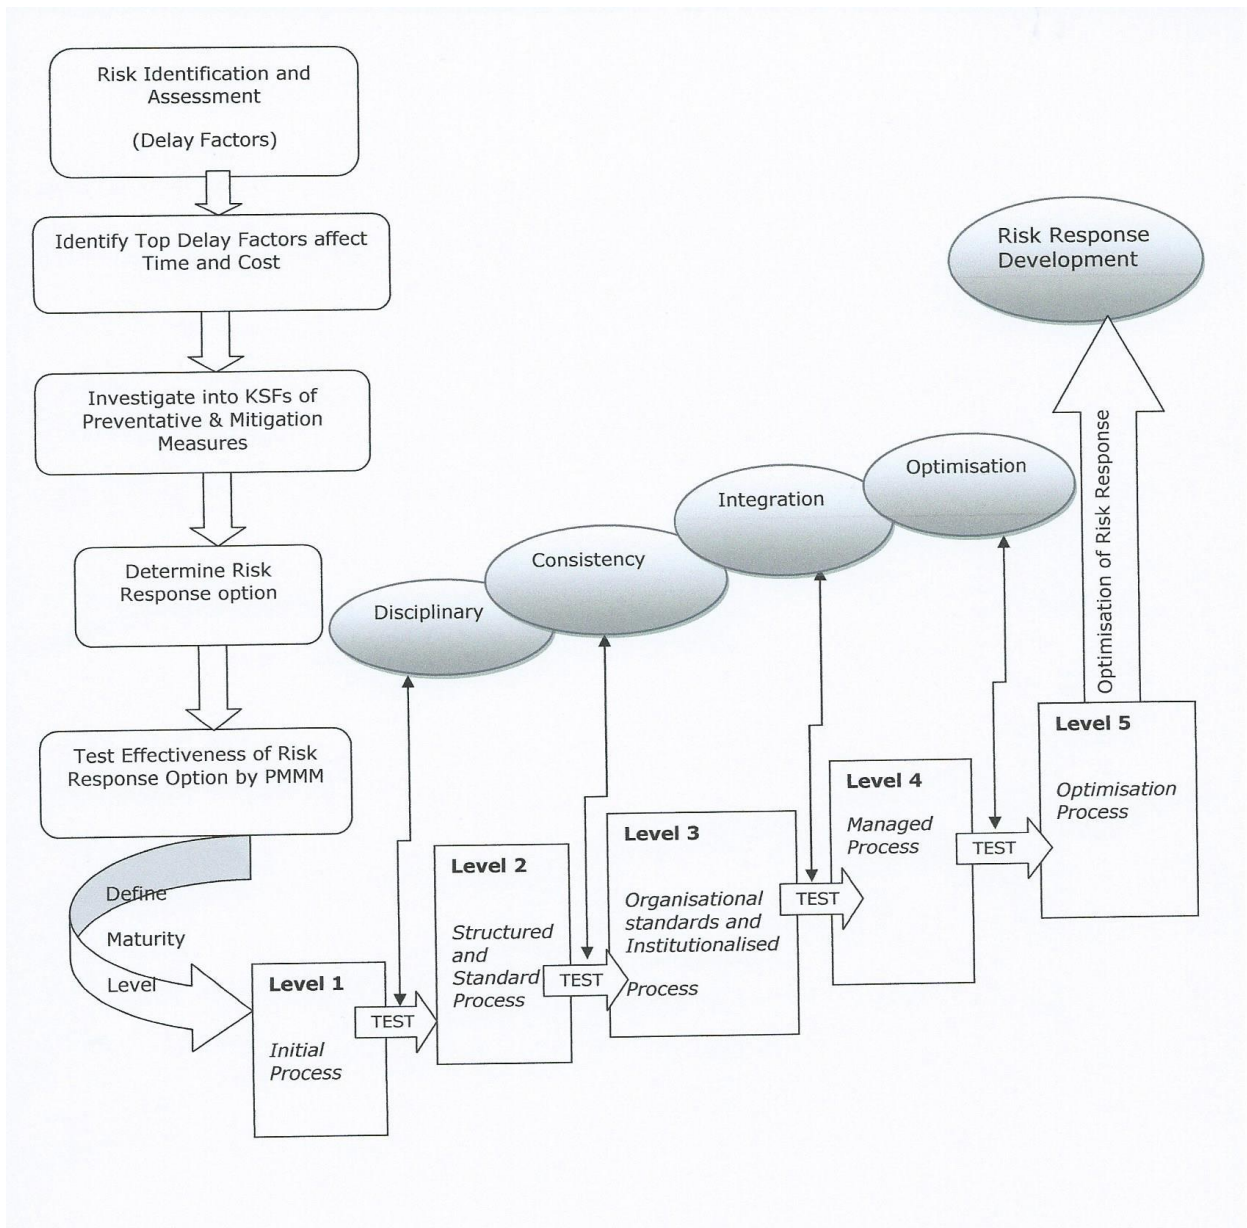 Risk Identification and
Assessment
(Delay Factors)
Identify Top Delay Factors affect
Time and Cost
Investigate into KSFs of
Preventative & Mitigation
Measures
Determine Risk
Response option
Test Effectiveness of Risk
Response Option by PMMM
Define
Maturity
Level
Level 1
Initial
Process
TEST
Level 2
Structured
and
Standard
Process
TEST
Level 3
Organisational
standards and
Institutionalised
Process
TEST
Level 4
Managed
Process
TEST
Level 5
Optimisation
Process
Disciplinary
Consistency
Integration
Optimisation
Optimisation of Risk Response
Risk Response
Development